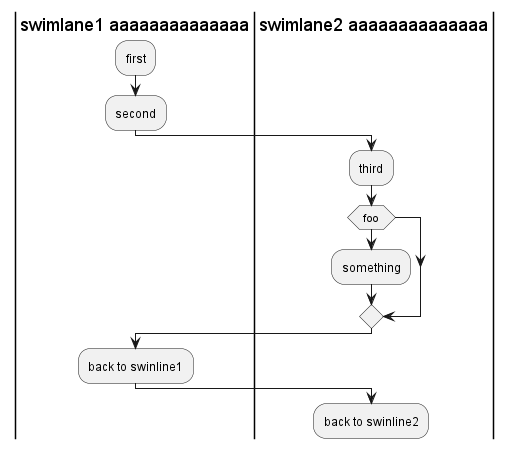 swimlane1 aaaaaaaaaaaaaa
swimlane2 aaaaaaaaaaaaaa
first
second
third
foo
something
back to swinline1
back to swinline2